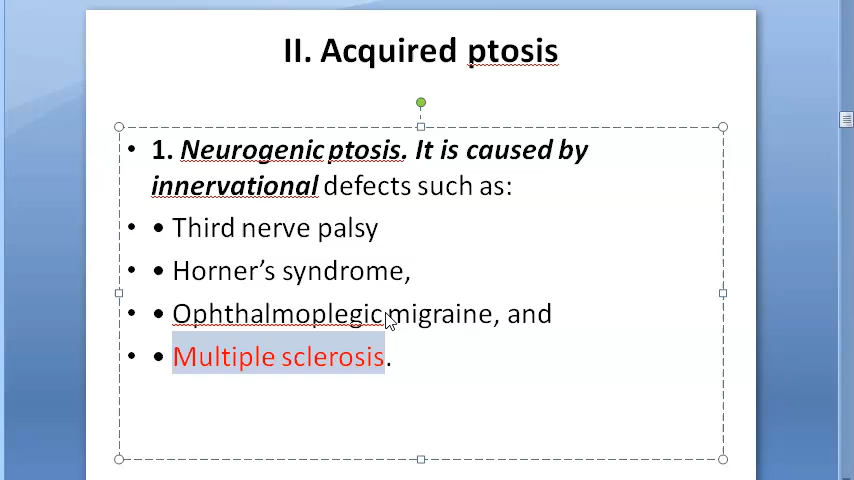 II. Acquired ptosis
• 1. Neurogenic ptosis. It is caused by
innervational defects such as:
• • Third nerve palsy
• • Horner’s syndrome,
• • Ophthalmoplegic migraine, and
• • Multiple sclerosis.